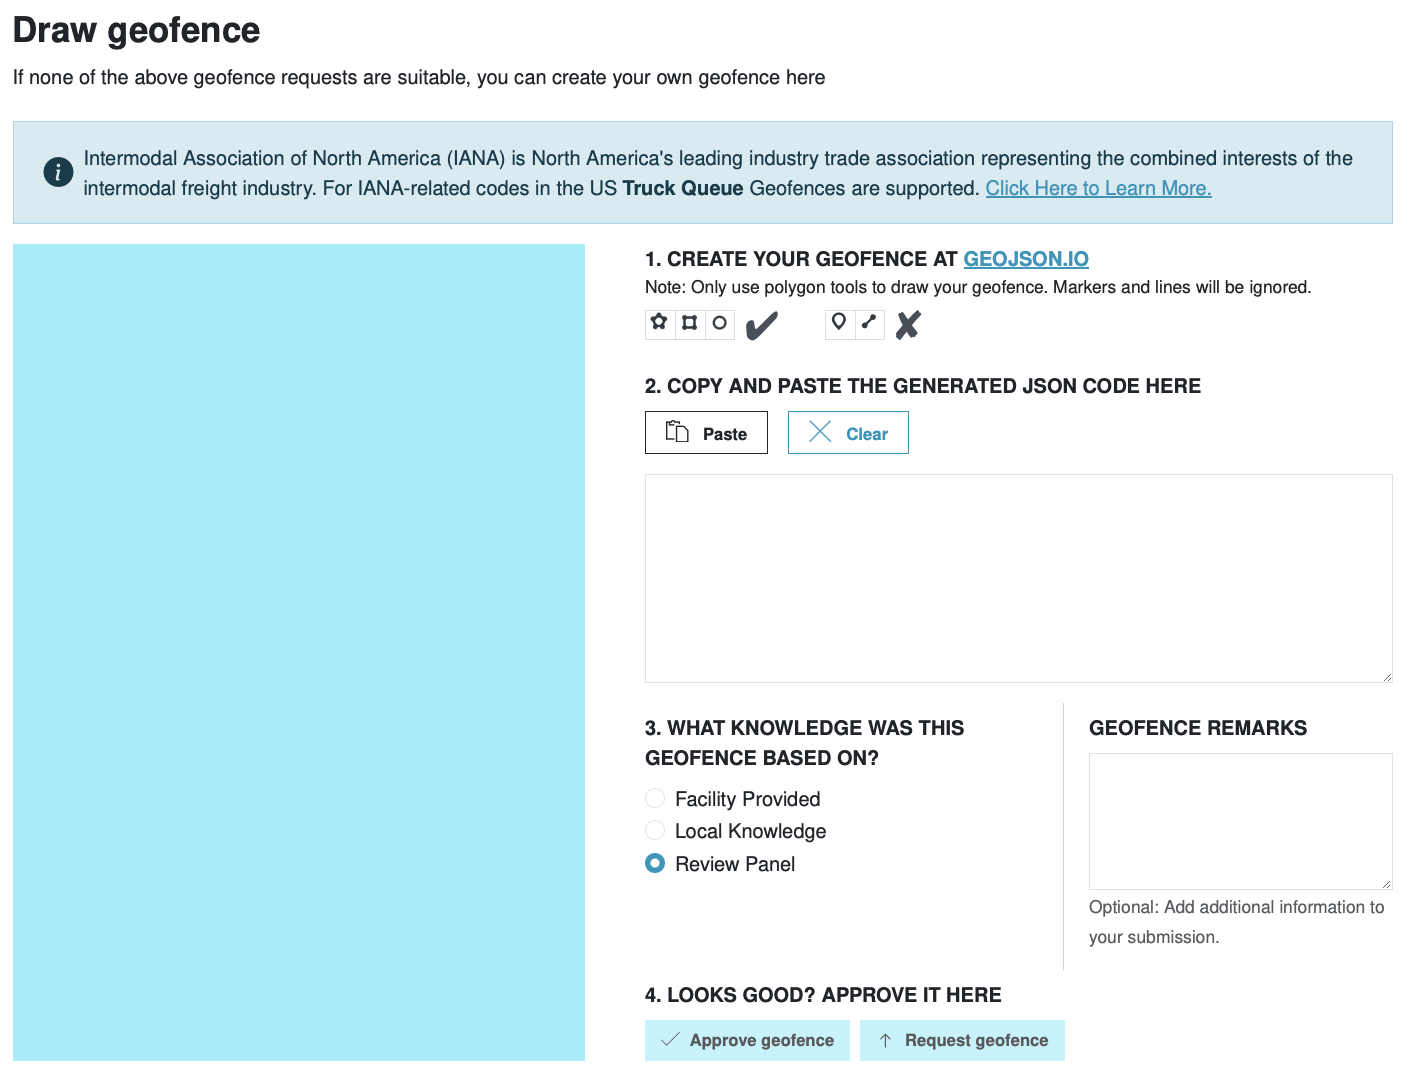 Draw geofence
If none of the above geofence requests are suitable, you can create your own geofence here
Intermodal Association of North America (IANA) is North America's leading industry trade association representing the combined interests of the
intermodal freight industry. For IANA-related codes in the US Truck Queue Geofences are supported. Click Here to Learn More.
1. CREATE YOUR GEOFENCE AT GEOJSON.IO
Note: Only use polygon tools to draw your geofence. Markers and lines will be ignored.
2. COPY AND PASTE THE GENERATED JSON CODE HERE
Paste
Clear
3. WHAT KNOWLEDGE WAS THIS
GEOFENCE BASED ON?
Facility Provided
Local Knowledge
Review Panel
GEOFENCE REMARKS
Optional: Add additional information to
your submission.
4. LOOKS GOOD? APPROVE IT HERE
Approve geofence
Request geofence